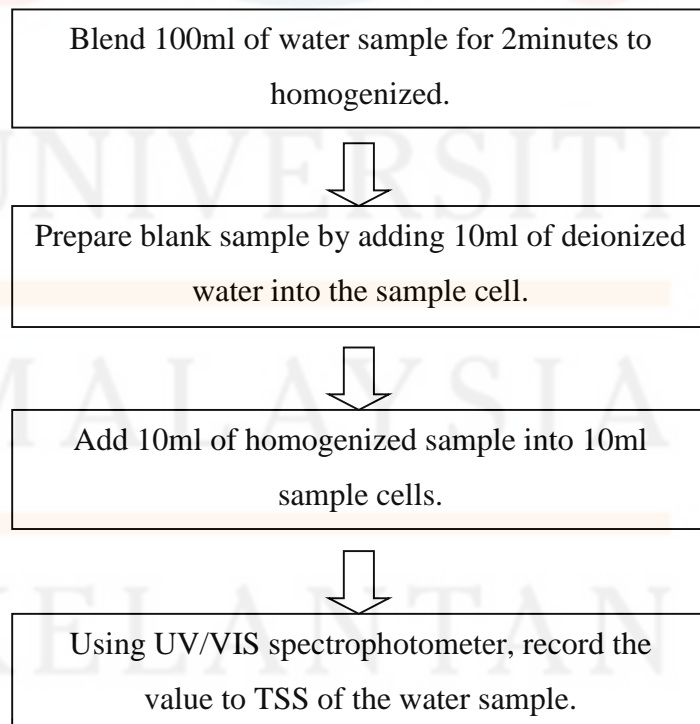 Blend 100ml of water sample for 2minutes to
homogenized.
UNIVERSITI
Prepare blank sample by adding 10ml of deionized
water into the sample cell.
MALAYSIA
Add 10ml of homogenized sample into 10ml
sample cells.
KELANTAN
Using UV/VIS spectrophotometer, record the
value to TSS of the water sample.